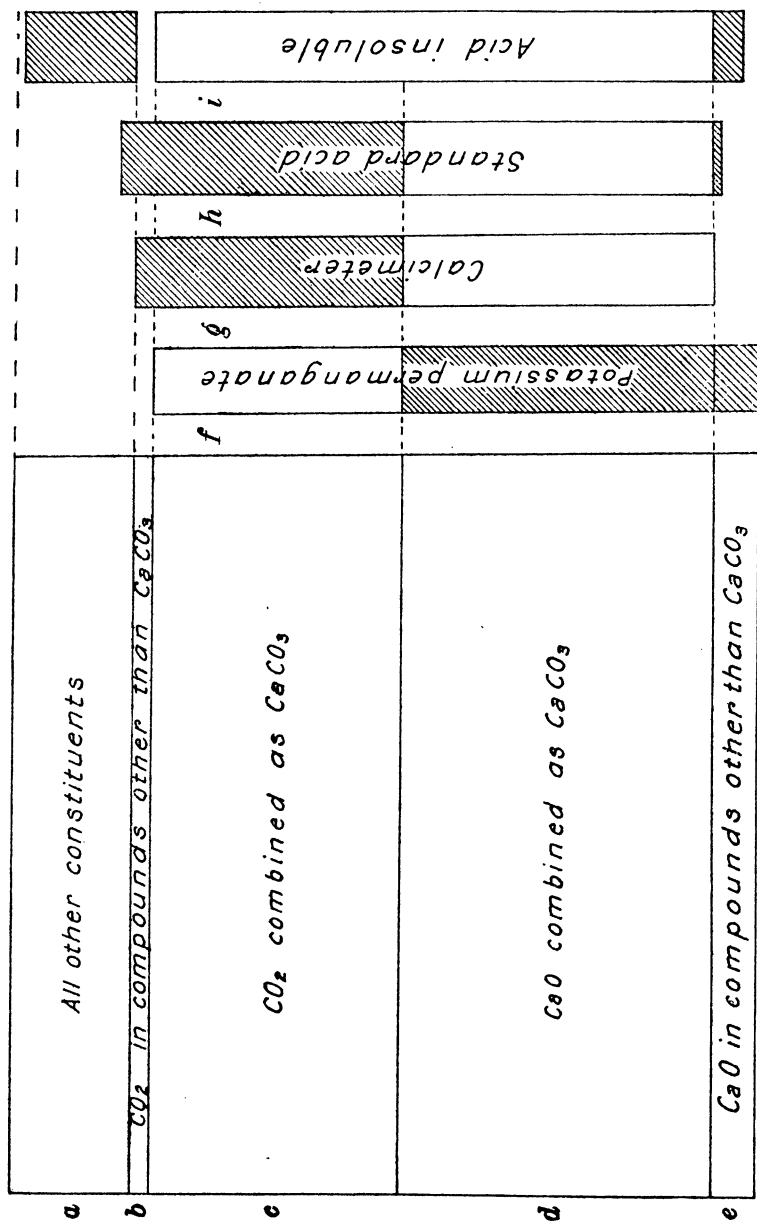 a
All other constituents
b
CO₂ in compounds other than CaCO₃
c
CO₂ combined as CaCO₃
d
CaO combined as CaCO₃
e
CaO in compounds other than CaCO₃
f
Potassium permanganate
g
Calcimeter
h
Standard acid
i
Acid insoluble